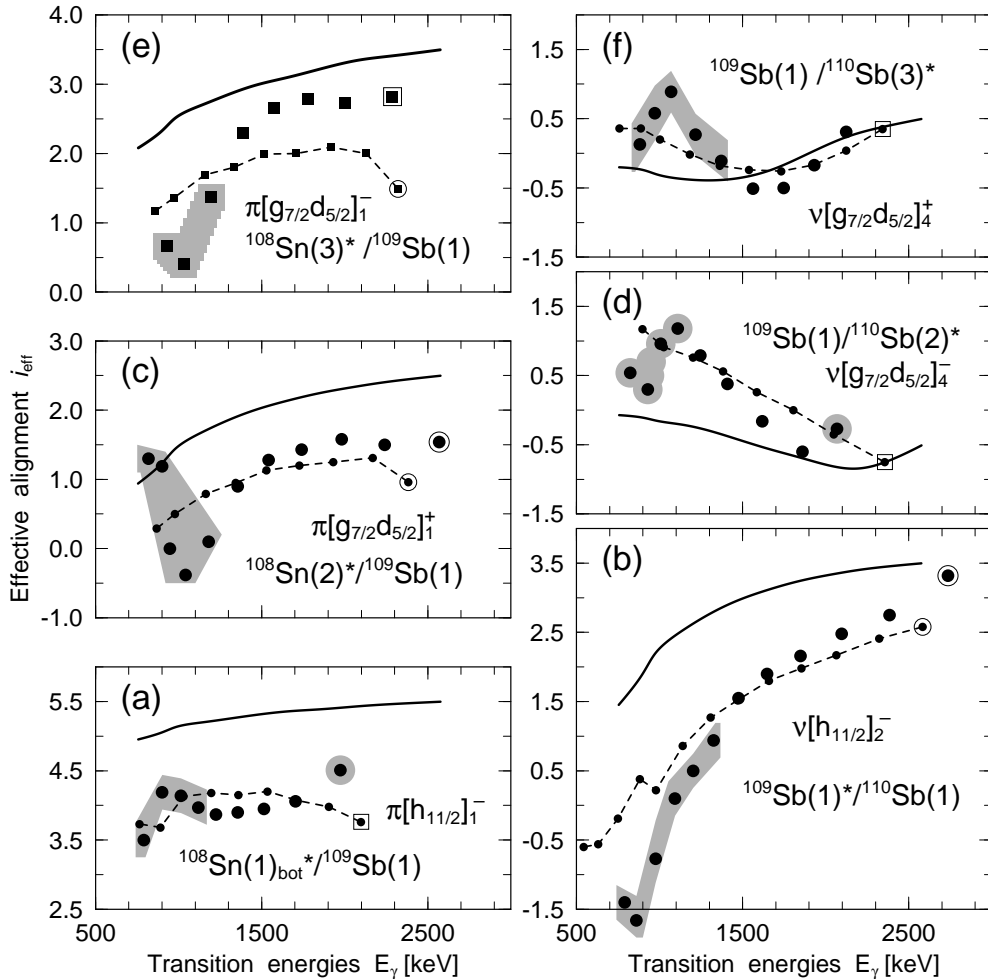 Effective alignment i_eff
4.0
3.0
2.0
1.0
0.0
(e)
π[g7/2d5/2]1⁻
¹⁰⁸Sn(3)* /¹⁰⁹Sb(1)
3.0
2.0
1.0
0.0
-1.0
(c)
π[g7/2d5/2]1⁺
¹⁰⁸Sn(2)*/¹⁰⁹Sb(1)
5.5
4.5
3.5
2.5
(a)
π[h11/2]1⁻
¹⁰⁸Sn(1)bot*/¹⁰⁹Sb(1)
500 1500 2500
Transition energies Eγ [keV]
1.5
0.5
-0.5
-1.5
(f)
¹⁰⁹Sb(1) /¹¹⁰Sb(3)*
ν[g7/2d5/2]4⁺
1.5
0.5
-0.5
-1.5
(d)
¹⁰⁹Sb(1)/¹¹⁰Sb(2)*
ν[g7/2d5/2]4⁻
3.5
2.5
1.5
0.5
-0.5
-1.5
(b)
ν[h11/2]2⁻
¹⁰⁹Sb(1)*/¹¹⁰Sb(1)
500 1500 2500
Transition energies Eγ [keV]